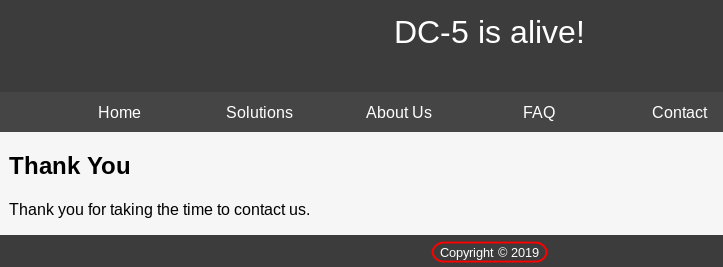 DC-5 is alive!
Home Solutions About Us FAQ Contact
Thank You
Thank you for taking the time to contact us.
Copyright © 2019